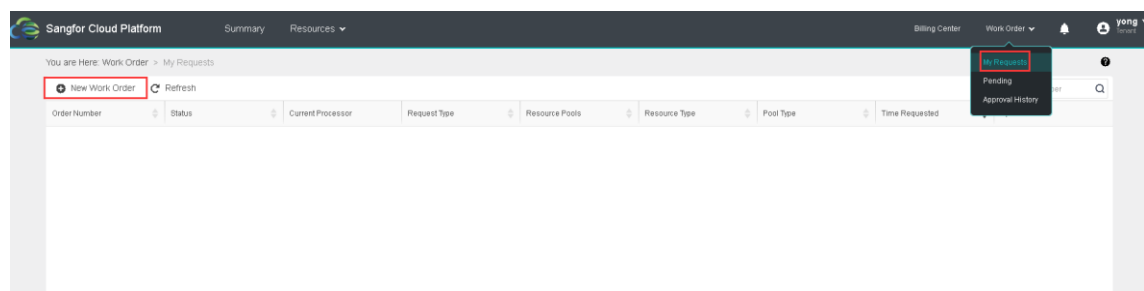 Sangfor Cloud Platform Summary Resources Billing Center Work Order yong
Tenant
You are Here: Work Order > My Requests My Requests
New Work Order Refresh Pending
Approval History
Order Number Status Current Processor Request Type Resource Pools Resource Type Pool Type Time Requested